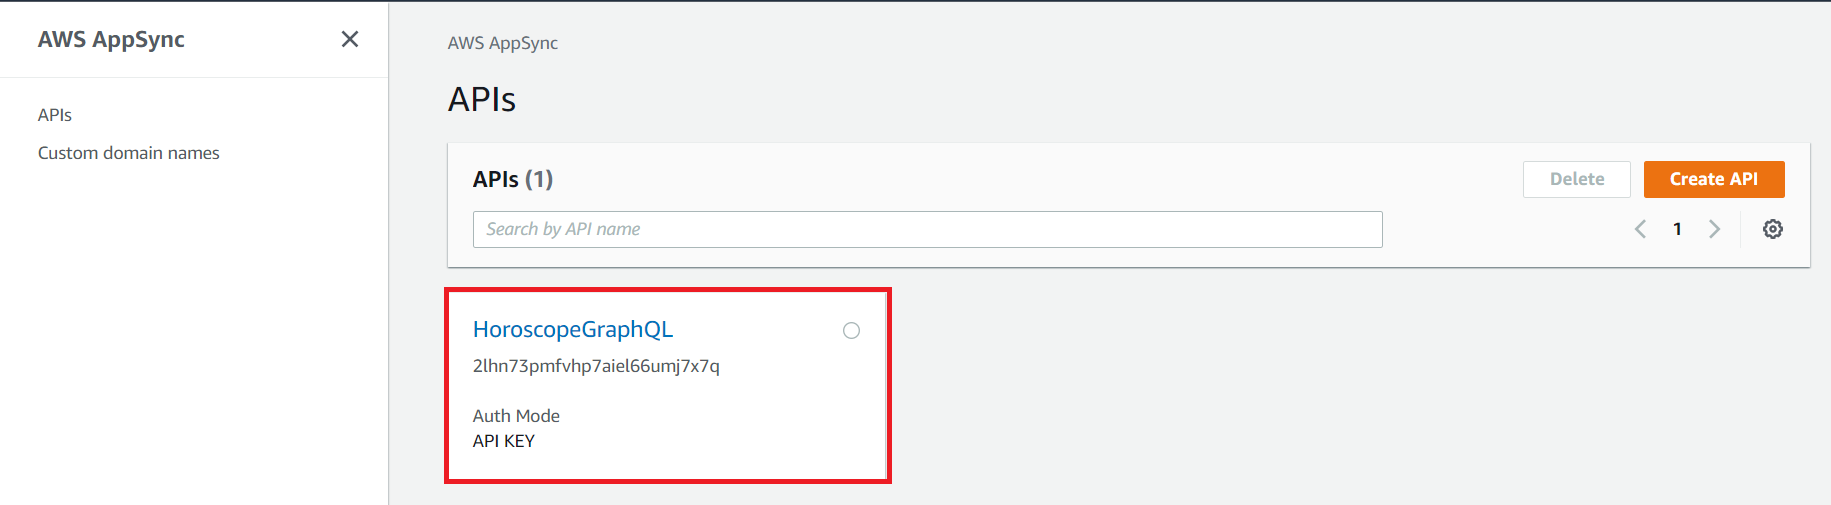 AWS AppSync
APIs
Custom domain names
AWS AppSync
APIs
APIs (1)
Delete
Create API
Search by API name
1
HoroscopeGraphQL
2lhn73pmfvhp7aiel66umj7x7q
Auth Mode
API KEY